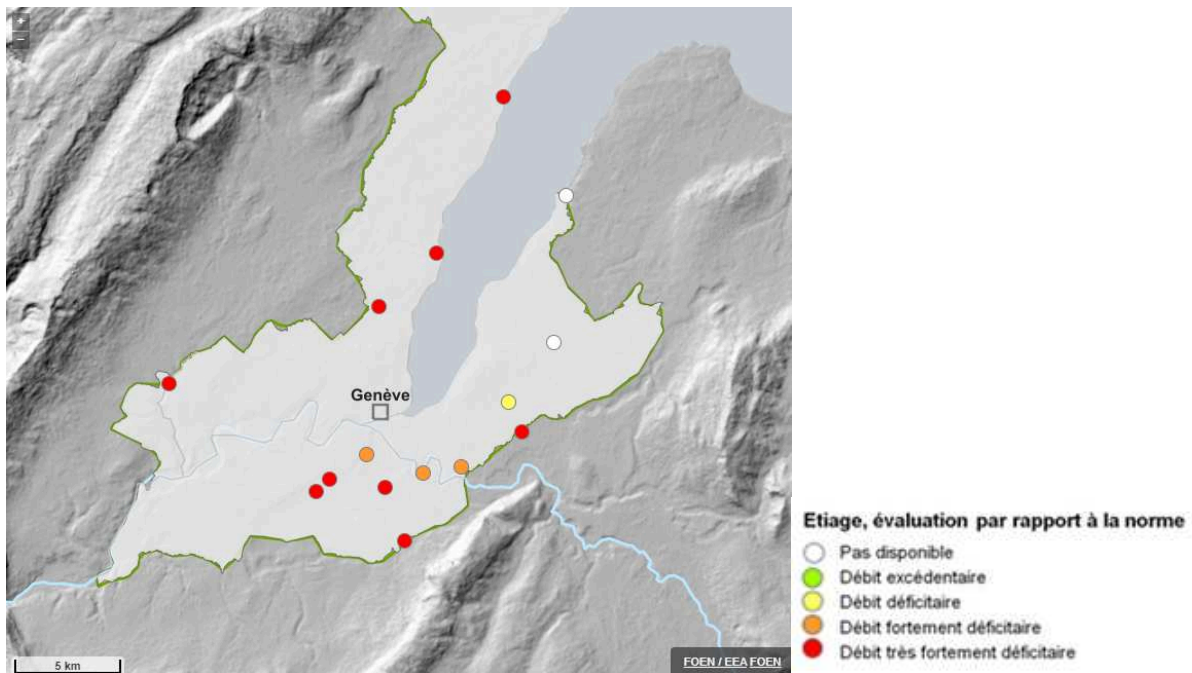 +
−
Genève
5 km
FOEN / EEA FOEN
Etiage, évaluation par rapport à la norme
Pas disponible
Débit excédentaire
Débit déficitaire
Débit fortement déficitaire
Débit très fortement déficitaire